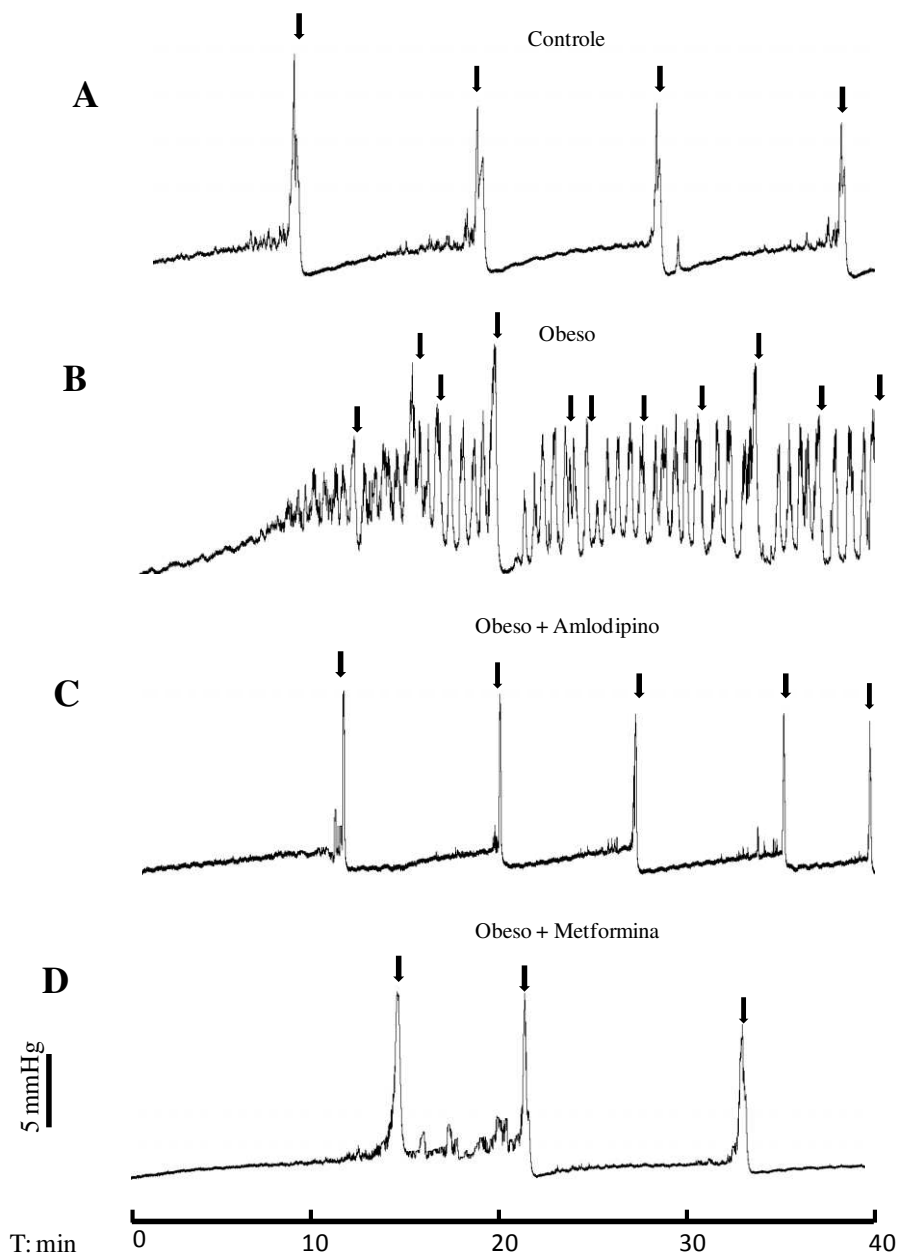 Controle
A
Obeso
B
Obeso + Amlodipino
C
Obeso + Metformina
D
5 mmHg
T: min 0 10 20 30 40